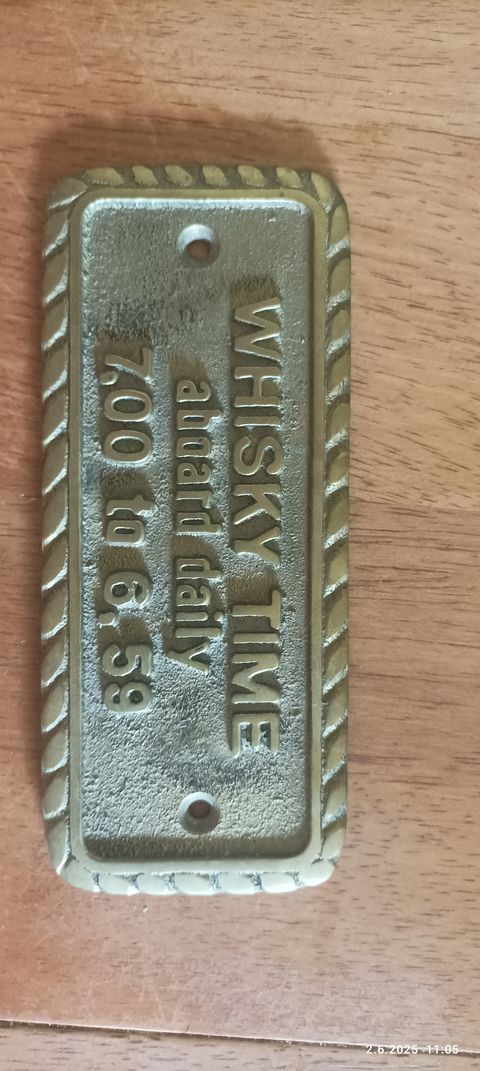 WHISKY TIME
aboard daily
7,00 to 6,59
2.6.2025 11:05